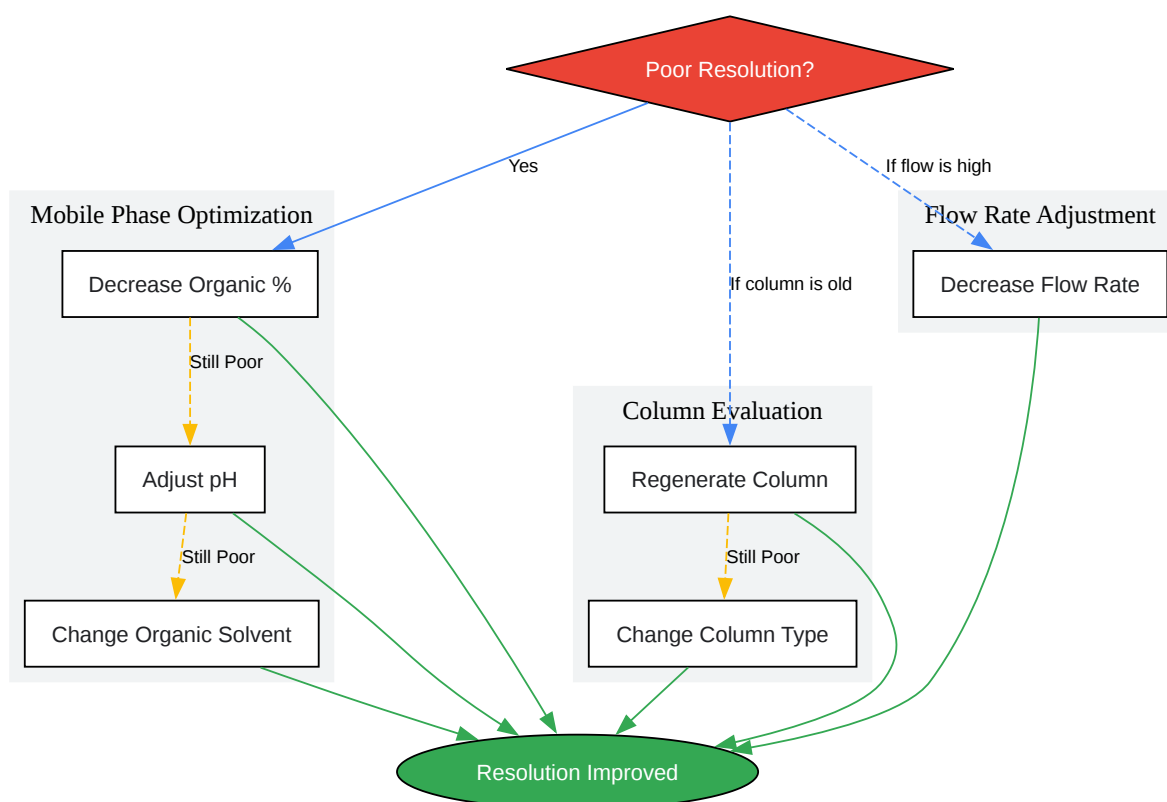 Poor Resolution?
Yes
If flow is high
Mobile Phase Optimization
Flow Rate Adjustment
Decrease Organic %
If column is old
Decrease Flow Rate
Still Poor
Column Evaluation
Adjust pH
Regenerate Column
Still Poor
Still Poor
Change Organic Solvent
Change Column Type
Resolution Improved